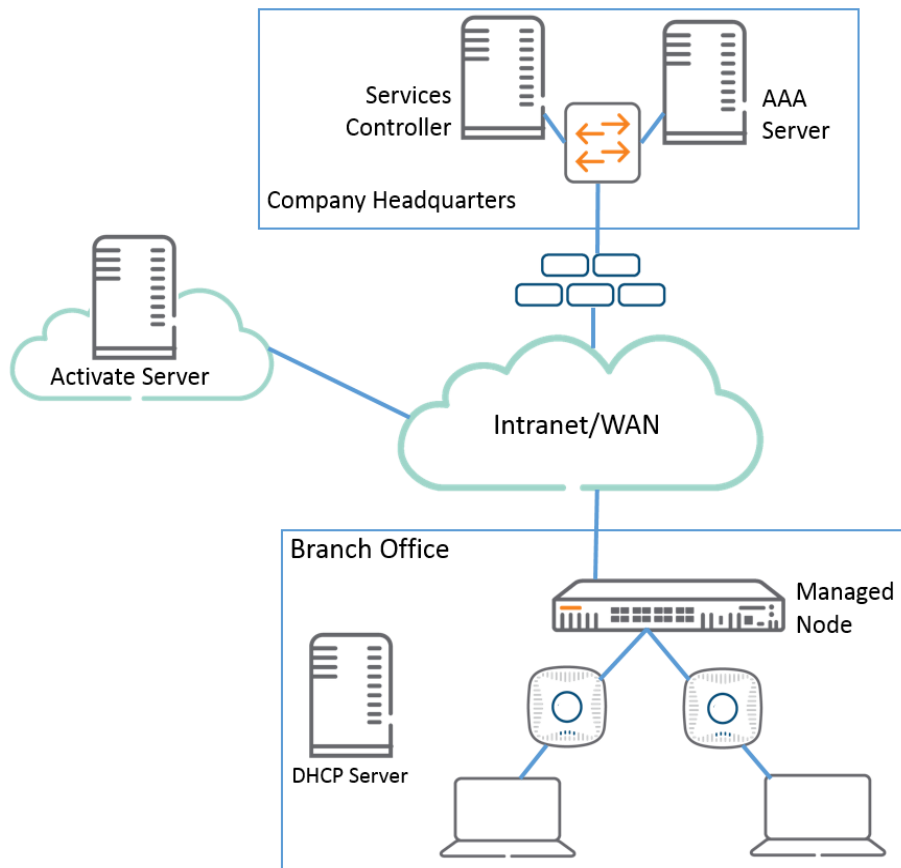 Services
Controller
AAA
Server
Company Headquarters
Activate Server
Intranet/WAN
Branch Office
Managed
Node
DHCP Server